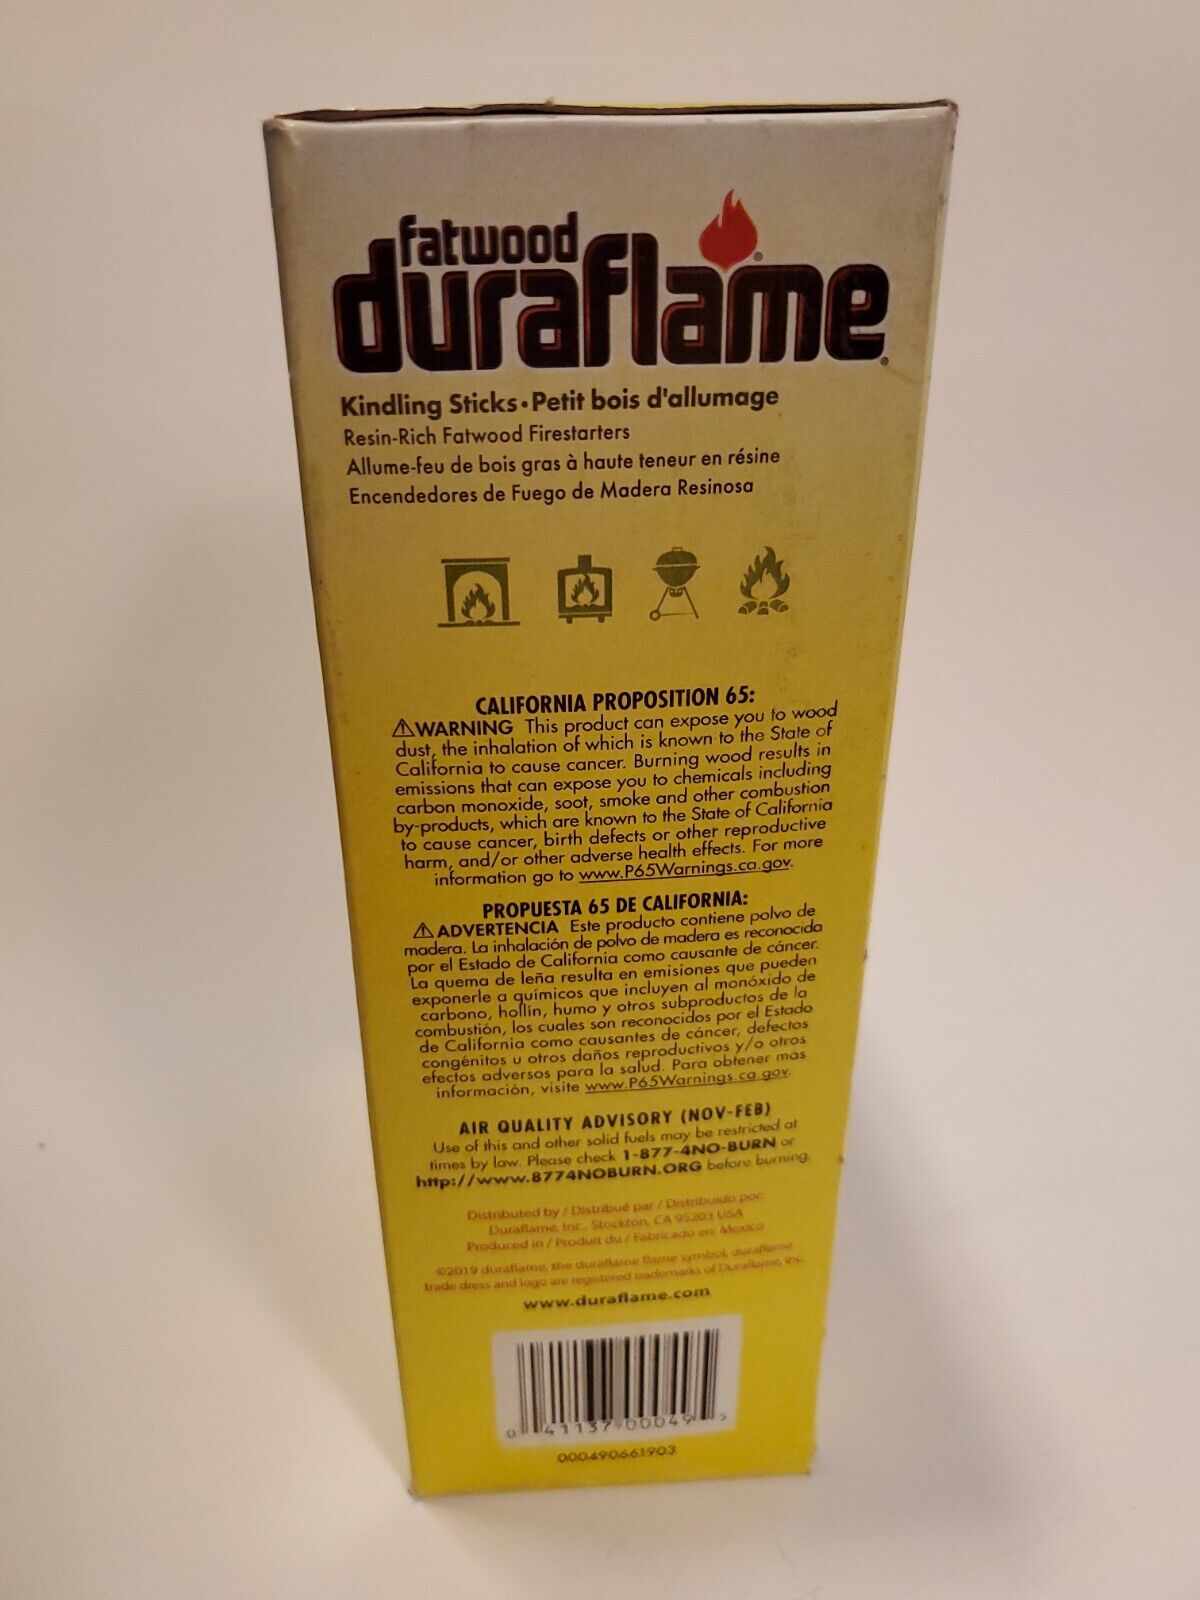 fatwood
duraflame®
Kindling Sticks • Petit bois d'allumage
Resin-Rich Fatwood Firestarters
Allume-feu de bois gras à haute teneur en résine
Encendedores de Fuego de Madera Resinosa
CALIFORNIA PROPOSITION 65:
⚠WARNING This product can expose you to wood
dust, the inhalation of which is known to the State of
California to cause cancer. Burning wood results in
emissions that can expose you to chemicals including
carbon monoxide, soot, smoke and other combustion
by-products, which are known to the State of California
to cause cancer, birth defects or other reproductive
harm, and/or other adverse health effects. For more
information go to www.P65Warnings.ca.gov.
PROPUESTA 65 DE CALIFORNIA:
⚠ADVERTENCIA Este producto contiene polvo de
madera. La inhalación de polvo de madera es reconocida
por el Estado de California como causante de cáncer.
La quema de leña resulta en emisiones que pueden
exponerle a químicos que incluyen al monóxido de
carbono, hollín, humo y otros subproductos de la
combustión, los cuales son reconocidos por el Estado
de California como causantes de cáncer, defectos
congénitos u otros daños reproductivos y/o otros
efectos adversos para la salud. Para obtener mas
información, visite www.P65Warnings.ca.gov.
AIR QUALITY ADVISORY (NOV-FEB)
Use of this and other solid fuels may be restricted at
times by law. Please check 1-877-4NO-BURN or
http://www.8774NOBURN.ORG before burning.
Distributed by / Distribué par / Distribuido por:
Duraflame, Inc., Stockton, CA 95203 USA
Produced in / Produit du / Fabricado en: Mexico
©2019 duraflame, the duraflame flame symbol, duraflame
trade dress and logo are registered trademarks of Duraflame, Inc.
www.duraflame.com
0 41137 00049 5
000490661903